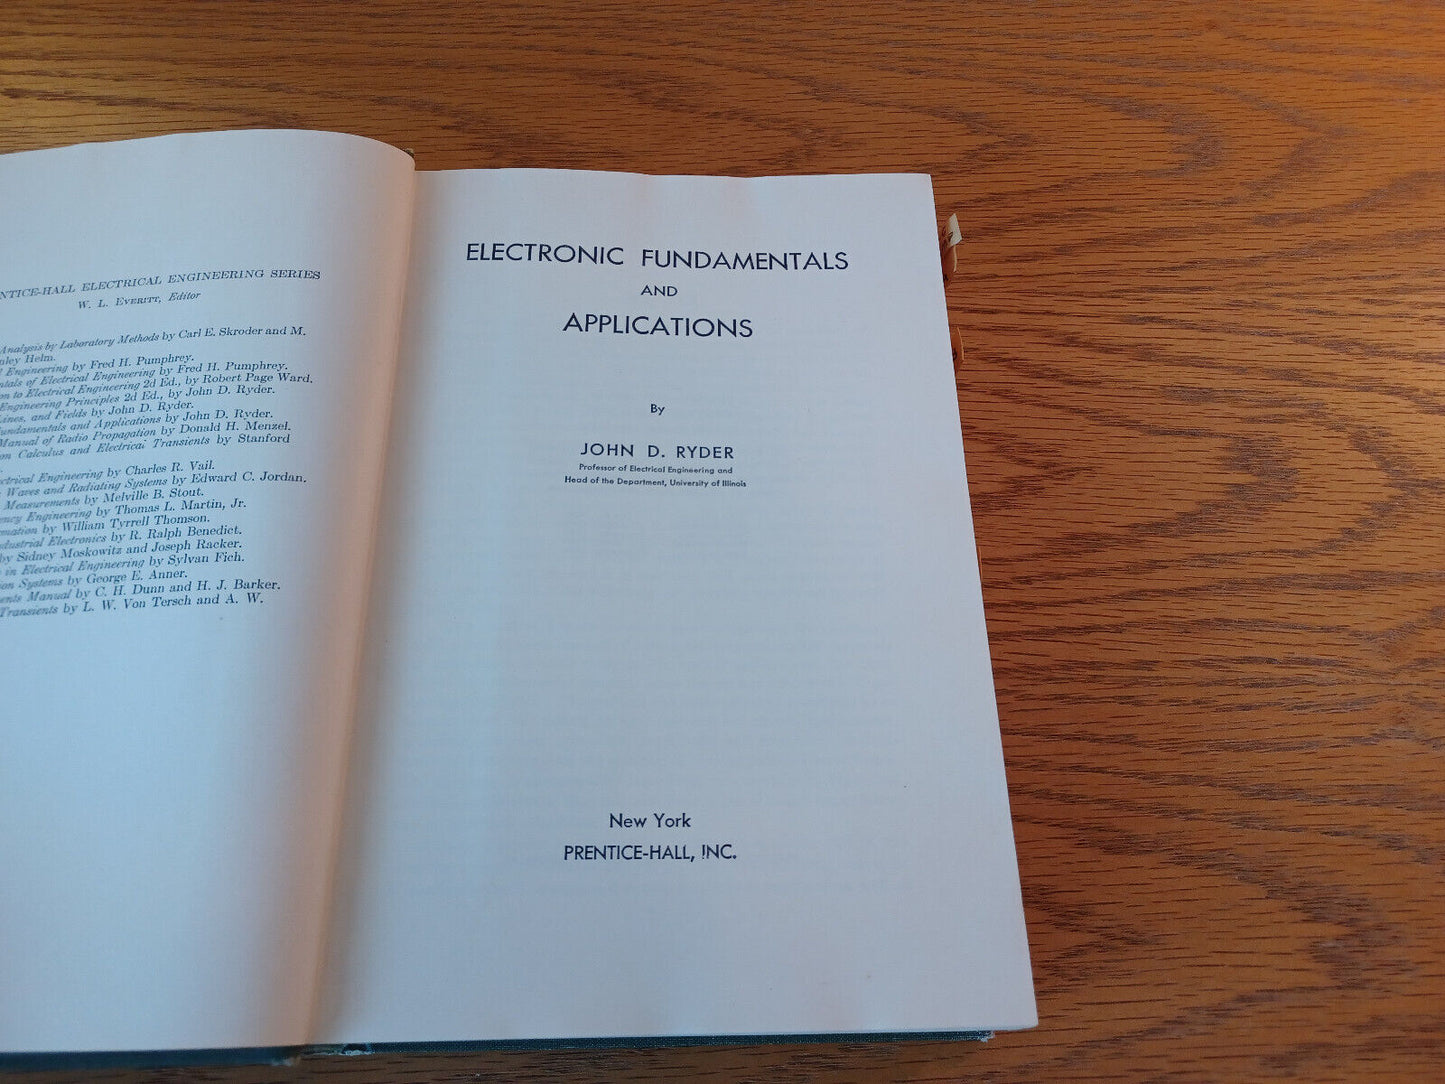 NTICE-HALL ELECTRICAL ENGINEERING SERIES
W. L. Everitt, Editor
Analysis by Laboratory Methods by Carl E. Skroder and M.
nley Helm.
l Engineering by Fred H. Pumphrey.
ntals of Electrical Engineering by Fred H. Pumphrey.
on to Electrical Engineering 2d Ed., by Robert Page Ward.
Engineering Principles 2d Ed., by John D. Ryder.
Lines, and Fields by John D. Ryder.
Fundamentals and Applications by John D. Ryder.
Manual of Radio Propagation by Donald H. Menzel.
on Calculus and Electrical Transients by Stanford
ctrical Engineering by Charles R. Vail.
Waves and Radiating Systems by Edward C. Jordan.
Measurements by Melville B. Stout.
ency Engineering by Thomas L. Martin, Jr.
rmation by William Tyrrell Thomson.
dustrial Electronics by R. Ralph Benedict.
by Sidney Moskowitz and Joseph Racker.
in Electrical Engineering by Sylvan Fich.
ion Systems by George E. Anner.
ents Manual by C. H. Dunn and H. J. Barker.
Transients by L. W. Von Tersch and A. W.
ELECTRONIC FUNDAMENTALS
AND
APPLICATIONS
By
JOHN D. RYDER
Professor of Electrical Engineering and
Head of the Department, University of Illinois
New York
PRENTICE-HALL, INC.